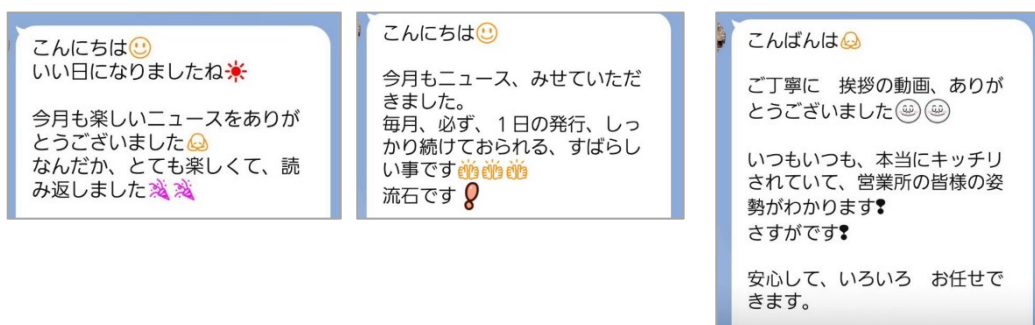 こんにちは
いい日になりましたね
今月も楽しいニュースをありが
とうございました
なんだか、とても楽しくて、読
み返しました
こんにちは
今月もニュース、みせていただ
きました。
毎月、必ず、１日の発行、しっ
かり続けておられる、すばらし
い事です
流石です❗
こんばんは
ご丁寧に　挨拶の動画、ありが
とうございました
いつもいつも、本当にキッチリ
されていて、営業所の皆様の姿
勢がわかります❣
さすがです❣
安心して、いろいろ　お任せで
きます。